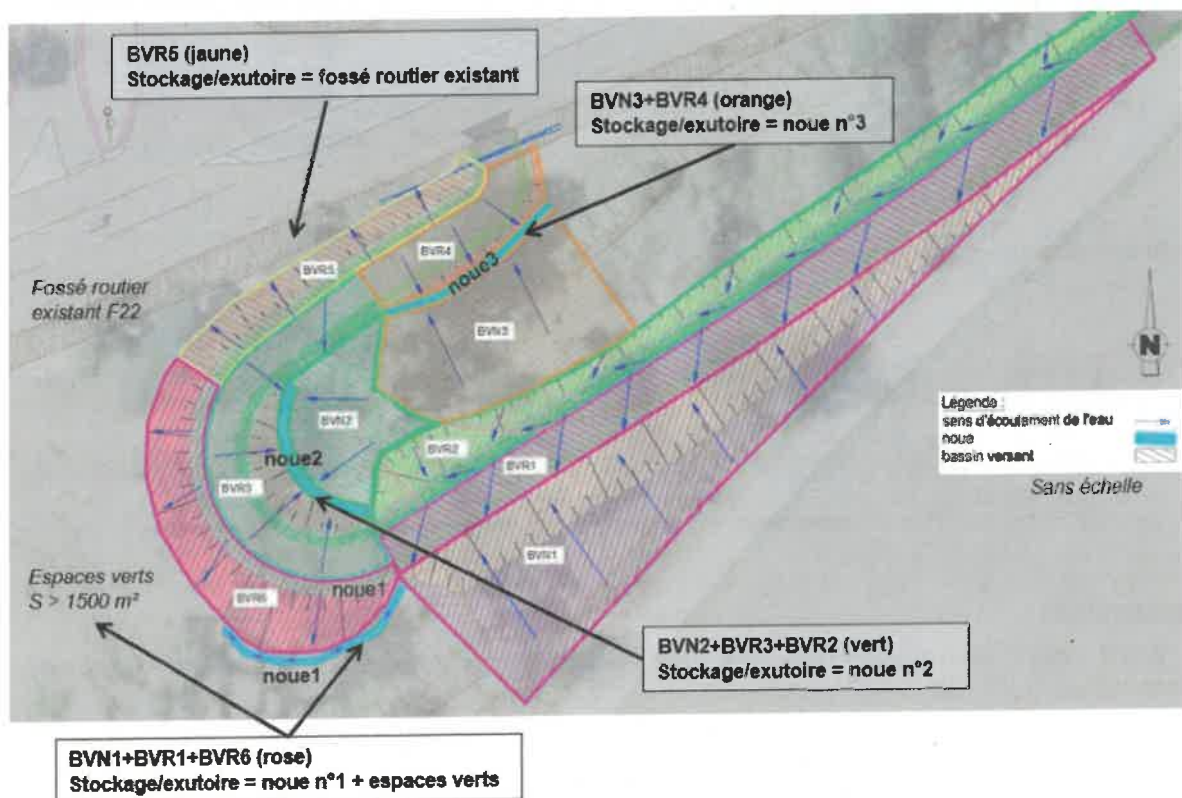 BVR5 (jaune)
Stockage/exutoire = fossé routier existant
BVN3+BVR4 (orange)
Stockage/exutoire = noue n°3
BVR5
BVR4
noue3
Fossé routier
existant F22
BVN3
N
Légende :
sens d'écoulement de l'eau
noue
bassin versant
Sans échelle
BVN2
BVR2
noue2
BVR3
BVR1
BVN1
Espaces verts
S > 1500 m²
noue1
BVR6
noue1
BVN2+BVR3+BVR2 (vert)
Stockage/exutoire = noue n°2
BVN1+BVR1+BVR6 (rose)
Stockage/exutoire = noue n°1 + espaces verts